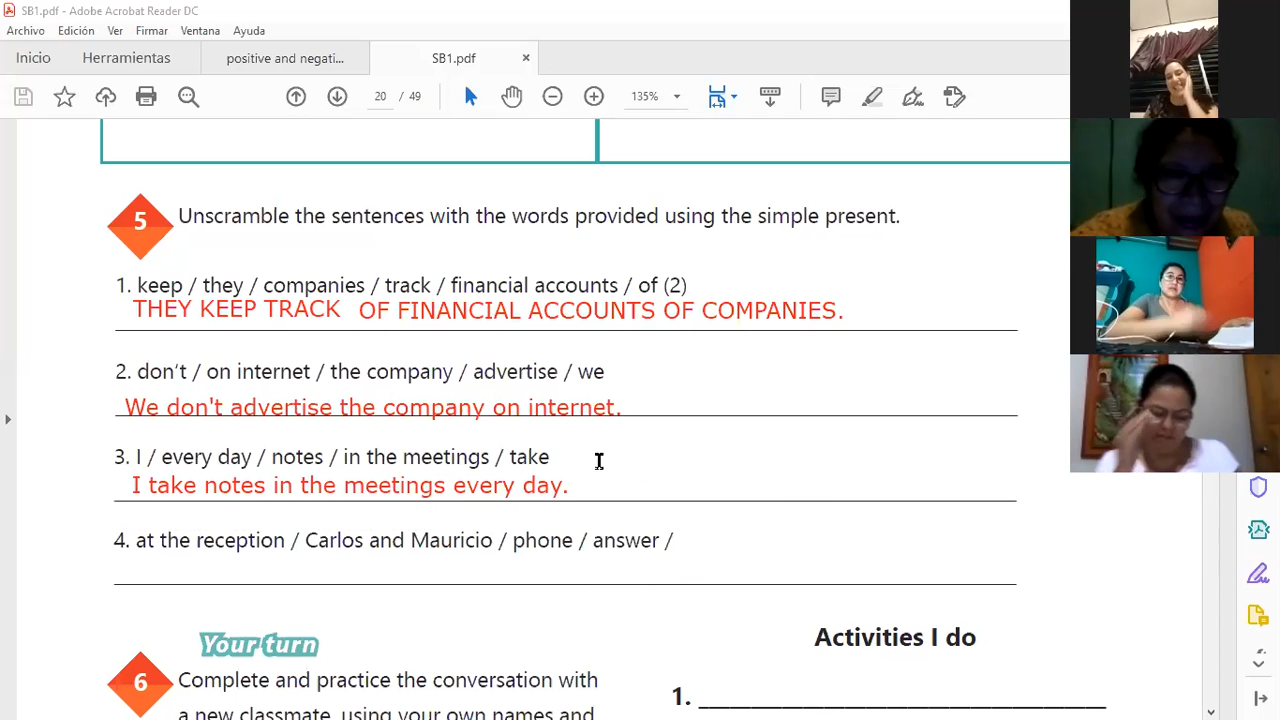 SB1.pdf - Adobe Acrobat Reader DC
Archivo Edición Ver Firmar Ventana Ayuda
Inicio Herramientas positive and negati... SB1.pdf ×
20 / 49 135%
5 Unscramble the sentences with the words provided using the simple present.
1. keep / they / companies / track / financial accounts / of (2)
THEY KEEP TRACK OF FINANCIAL ACCOUNTS OF COMPANIES.
2. don't / on internet / the company / advertise / we
We don't advertise the company on internet.
3. I / every day / notes / in the meetings / take
I take notes in the meetings every day.
4. at the reception / Carlos and Mauricio / phone / answer /
Your turn
Activities I do
6 Complete and practice the conversation with
1.
a new classmate, using your own names and